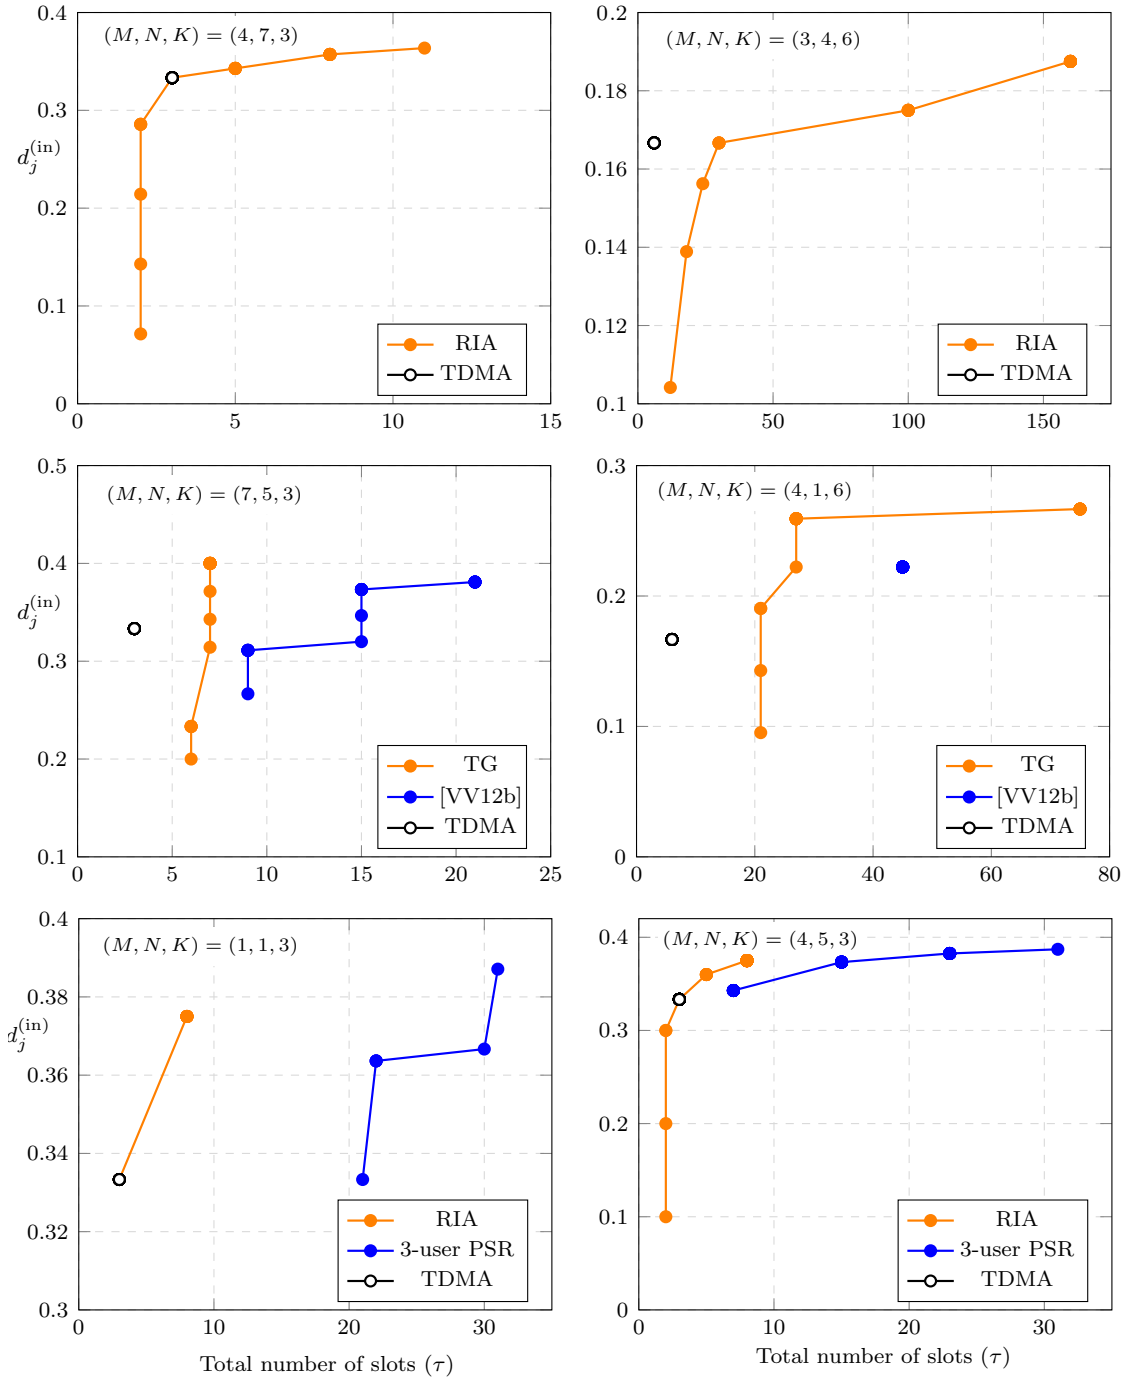 0.4
0.3
0.2
0.1
0
d_j^{(in)}
(M, N, K) = (4, 7, 3)
RIA
TDMA
0 5 10 15
0.2
0.18
0.16
0.14
0.12
0.1
(M, N, K) = (3, 4, 6)
RIA
TDMA
0 50 100 150
0.5
0.4
0.3
0.2
0.1
d_j^{(in)}
(M, N, K) = (7, 5, 3)
TG
[VV12b]
TDMA
0 5 10 15 20 25
0.3
0.2
0.1
0
(M, N, K) = (4, 1, 6)
TG
[VV12b]
TDMA
0 20 40 60 80
0.4
0.38
0.36
0.34
0.32
0.3
d_j^{(in)}
(M, N, K) = (1, 1, 3)
RIA
3-user PSR
TDMA
0 10 20 30
Total number of slots (τ)
0.4
0.3
0.2
0.1
0
(M, N, K) = (4, 5, 3)
RIA
3-user PSR
TDMA
0 10 20 30
Total number of slots (τ)